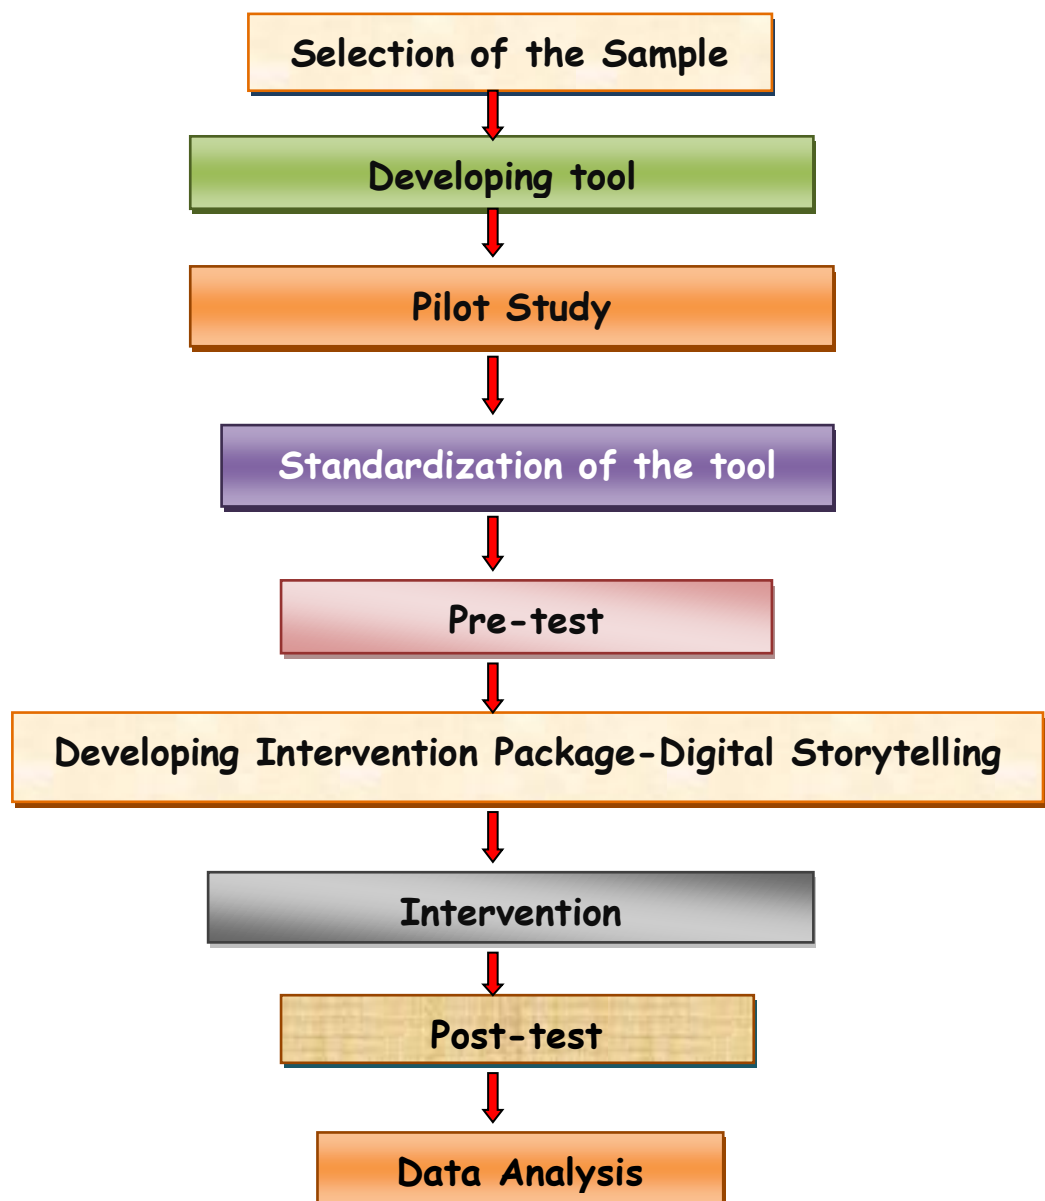 Selection of the Sample
Developing tool
Pilot Study
Standardization of the tool
Pre-test
Developing Intervention Package-Digital Storytelling
Intervention
Post-test
Data Analysis